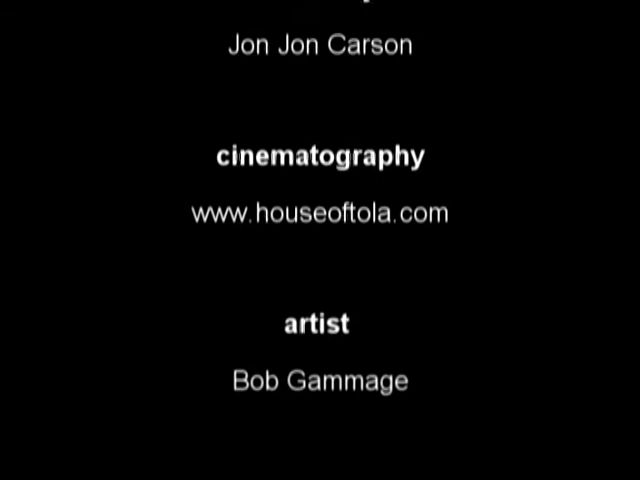 Jon Jon Carson
cinematography
www.houseoftola.com
artist
Bob Gammage